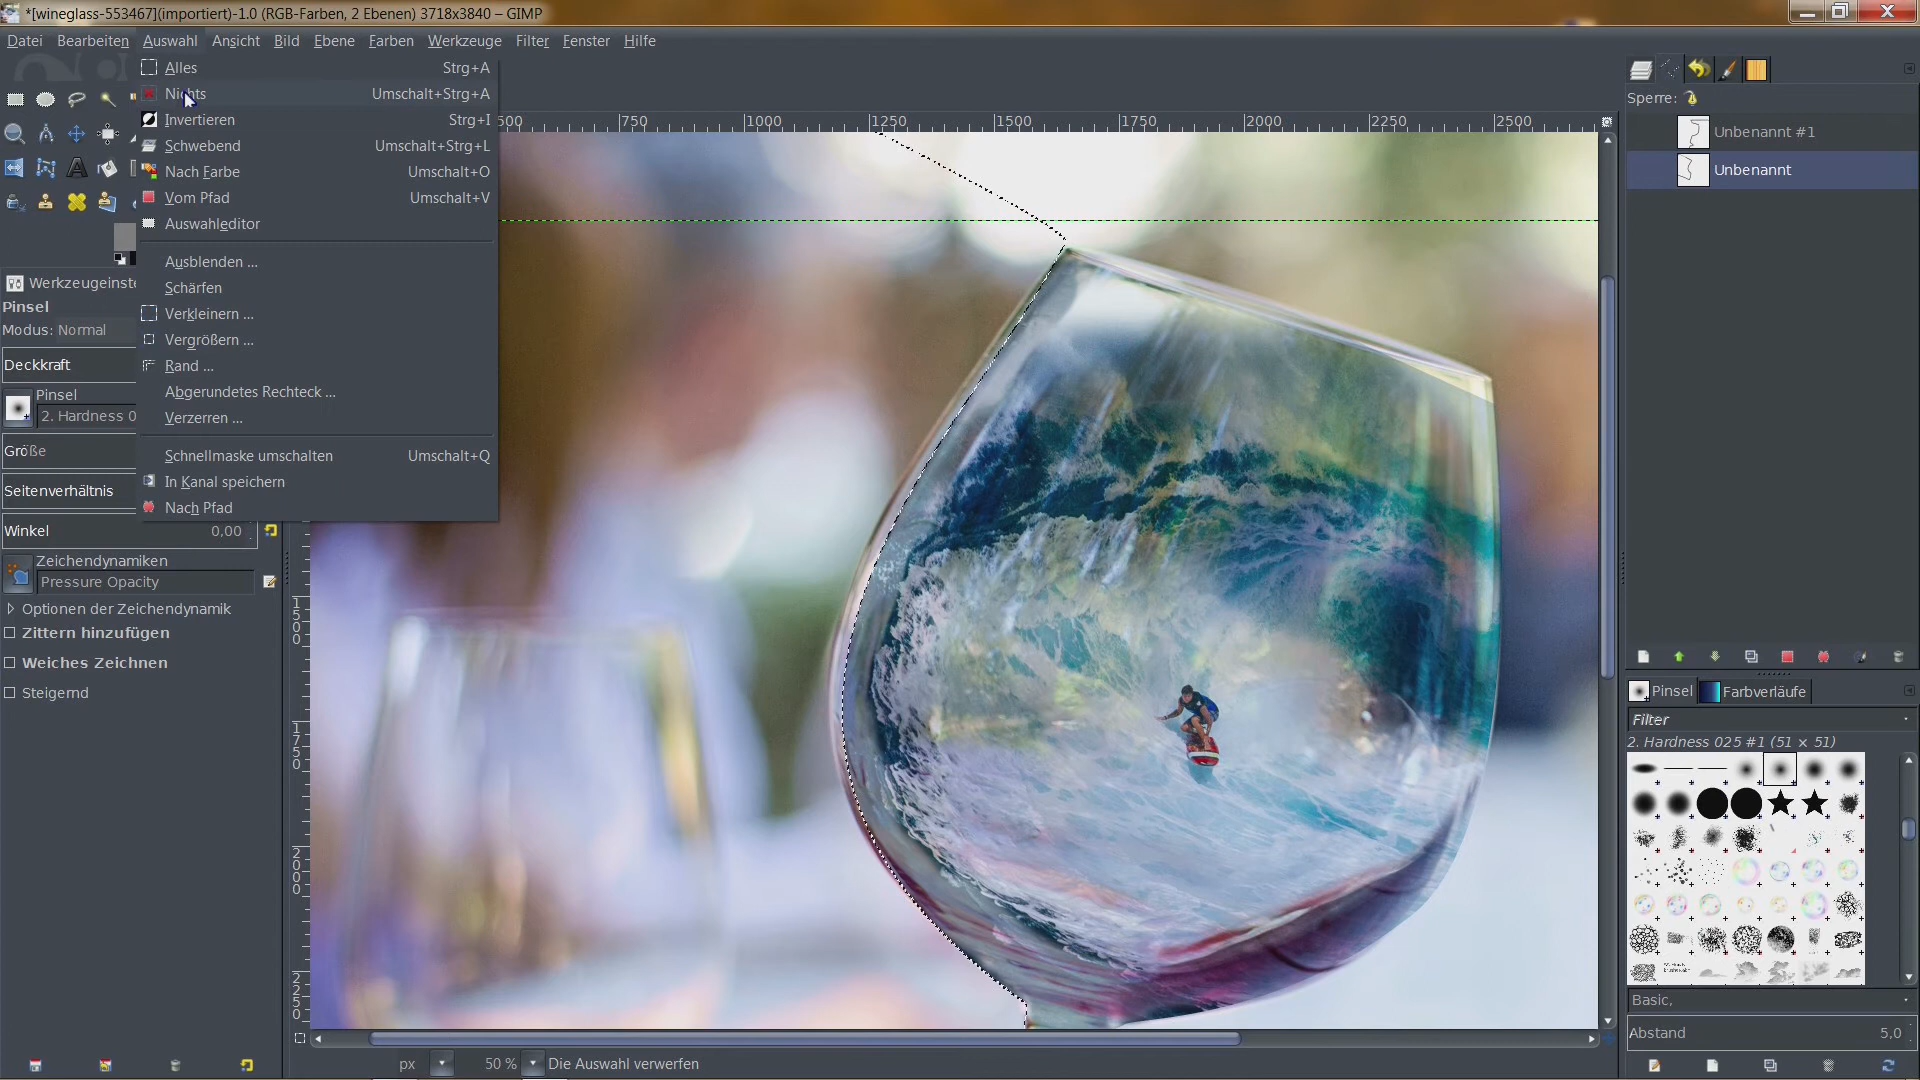 *[wineglass-553467](importiert)-1.0 (RGB-Farben, 2 Ebenen) 3718x3840 – GIMP
Datei Bearbeiten Auswahl Ansicht Bild Ebene Farben Werkzeuge Filter Fenster Hilfe
Alles Strg+A
Nichts Umschalt+Strg+A
Invertieren Strg+I
Schwebend Umschalt+Strg+L
Nach Farbe Umschalt+O
Vom Pfad Umschalt+V
Auswahleditor
Ausblenden ...
Schärfen
Verkleinern ...
Vergrößern ...
Rand ...
Abgerundetes Rechteck ...
Verzerren ...
Schnellmaske umschalten Umschalt+Q
In Kanal speichern
Nach Pfad
Pinsel
Modus: Normal
Deckkraft
Pinsel
2. Hardness 0
Größe
Seitenverhältnis
Winkel 0,00
Zeichendynamiken
Pressure Opacity
Optionen der Zeichendynamik
Zittern hinzufügen
Weiches Zeichnen
Steigernd
500 750 1000 1250 1500 1750 2000 2250 2500
1500
1750
2000
2250
px 50 % Die Auswahl verwerfen
Sperre:
Unbenannt #1
Unbenannt
Pinsel Farbverläufe
Filter
2. Hardness 025 #1 (51 × 51)
Basic,
Abstand 5,0